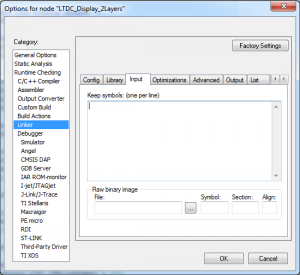 Options for node "LTDC_Display_2Layers"
Category:
General Options
Static Analysis
Runtime Checking
C/C++ Compiler
Assembler
Output Converter
Custom Build
Build Actions
Linker
Debugger
Simulator
Angel
CMSIS DAP
GDB Server
IAR ROM-monitor
I-jet/JTAGjet
J-Link/J-Trace
TI Stellaris
Macraigor
PE micro
RDI
ST-LINK
Third-Party Driver
TI XDS
Factory Settings
Config Library Input Optimizations Advanced Output List
Keep symbols: (one per line)
Raw binary image
File: Symbol: Section: Align:
...
OK Cancel